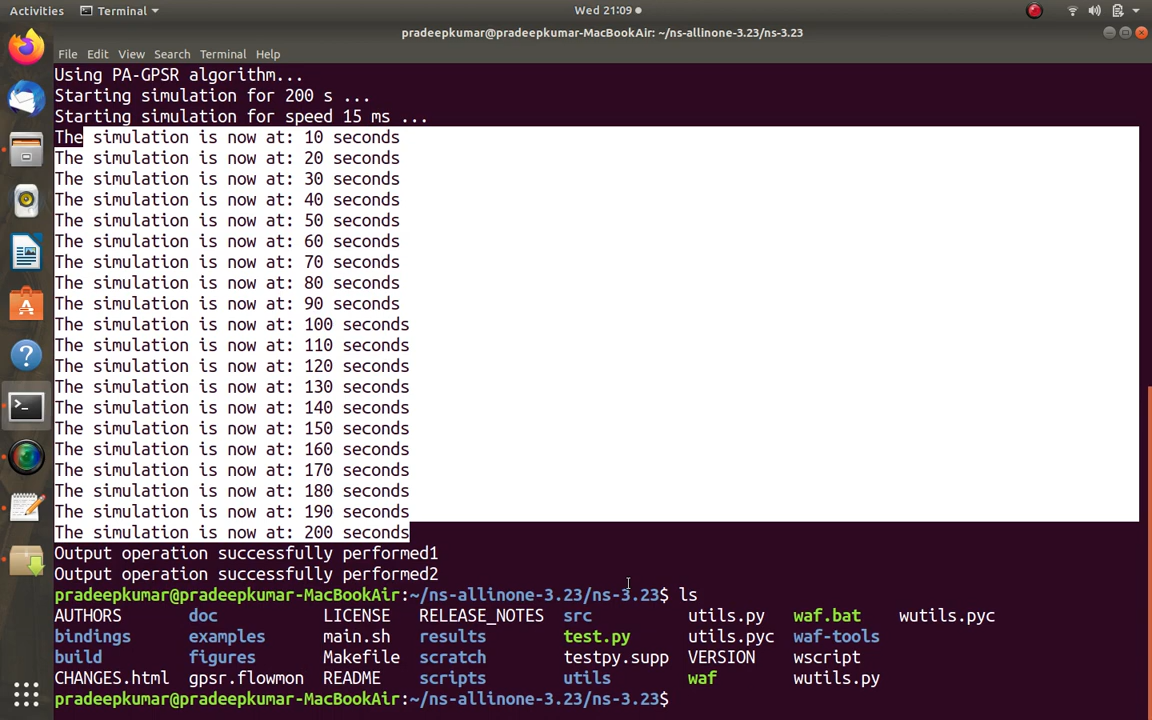 Activities Terminal Wed 21:09
pradeepkumar@pradeepkumar-MacBookAir: ~/ns-allinone-3.23/ns-3.23
File Edit View Search Terminal Help
Using PA-GPSR algorithm...
Starting simulation for 200 s ...
Starting simulation for speed 15 ms ...
The simulation is now at: 10 seconds
The simulation is now at: 20 seconds
The simulation is now at: 30 seconds
The simulation is now at: 40 seconds
The simulation is now at: 50 seconds
The simulation is now at: 60 seconds
The simulation is now at: 70 seconds
The simulation is now at: 80 seconds
The simulation is now at: 90 seconds
The simulation is now at: 100 seconds
The simulation is now at: 110 seconds
The simulation is now at: 120 seconds
The simulation is now at: 130 seconds
The simulation is now at: 140 seconds
The simulation is now at: 150 seconds
The simulation is now at: 160 seconds
The simulation is now at: 170 seconds
The simulation is now at: 180 seconds
The simulation is now at: 190 seconds
The simulation is now at: 200 seconds
Output operation successfully performed1
Output operation successfully performed2
pradeepkumar@pradeepkumar-MacBookAir:~/ns-allinone-3.23/ns-3.23$ ls
AUTHORS doc LICENSE RELEASE_NOTES src utils.py waf.bat wutils.pyc
bindings examples main.sh results test.py utils.pyc waf-tools
build figures Makefile scratch testpy.supp VERSION wscript
CHANGES.html gpsr.flowmon README scripts utils waf wutils.py
pradeepkumar@pradeepkumar-MacBookAir:~/ns-allinone-3.23/ns-3.23$